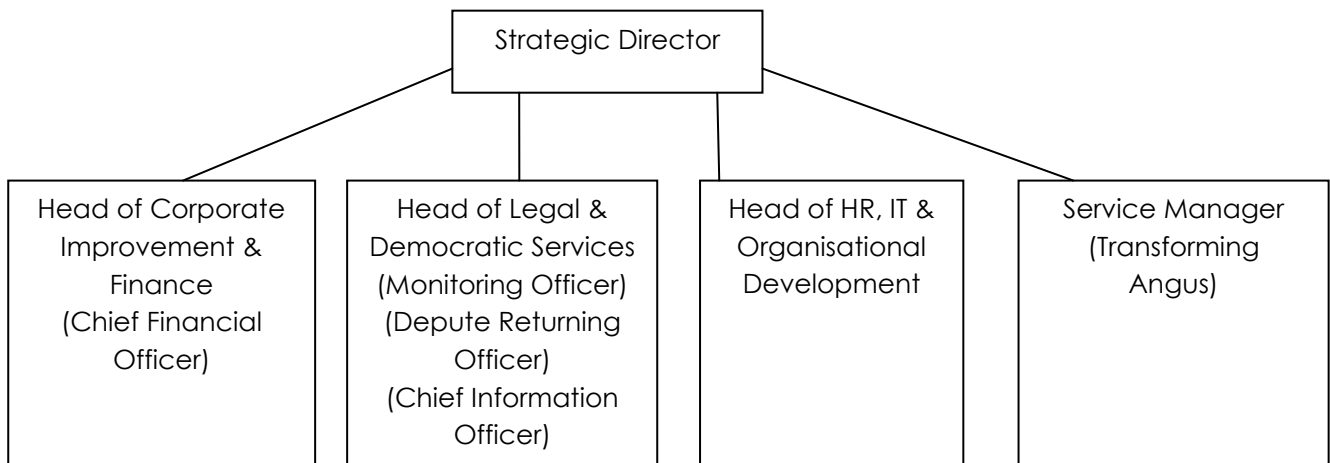 Strategic Director
Head of Corporate
Improvement &
Finance
(Chief Financial
Officer)
Head of Legal &
Democratic Services
(Monitoring Officer)
(Depute Returning
Officer)
(Chief Information
Officer)
Head of HR, IT &
Organisational
Development
Service Manager
(Transforming
Angus)